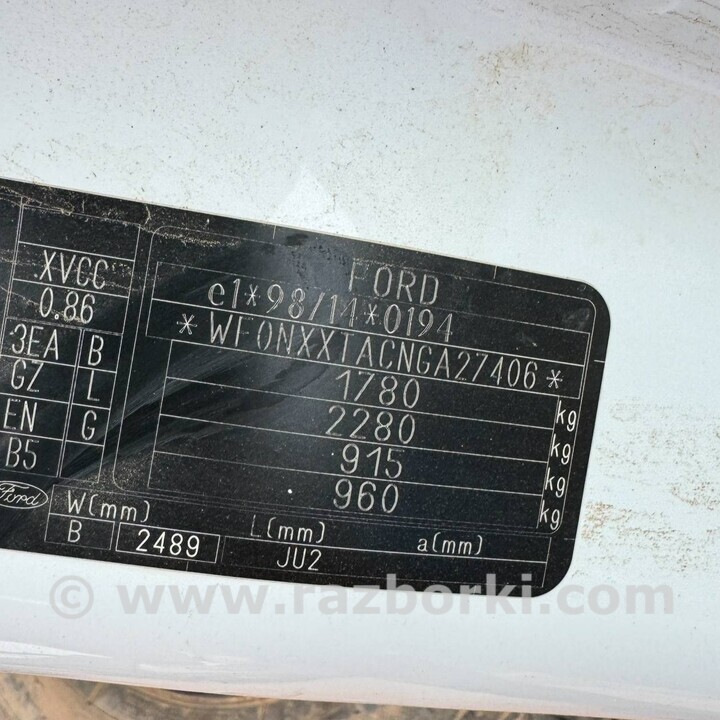 FORD
.XVCC
e1*98/14*0194
0.86
* WF0NXXTACNGA27406 *
3EA B
1780 kg
GZ L
2280 kg
EN G
915 kg
B5
960 kg
Ford
W(mm) L(mm) a(mm)
B 2489 JU2
© www.razborki.com